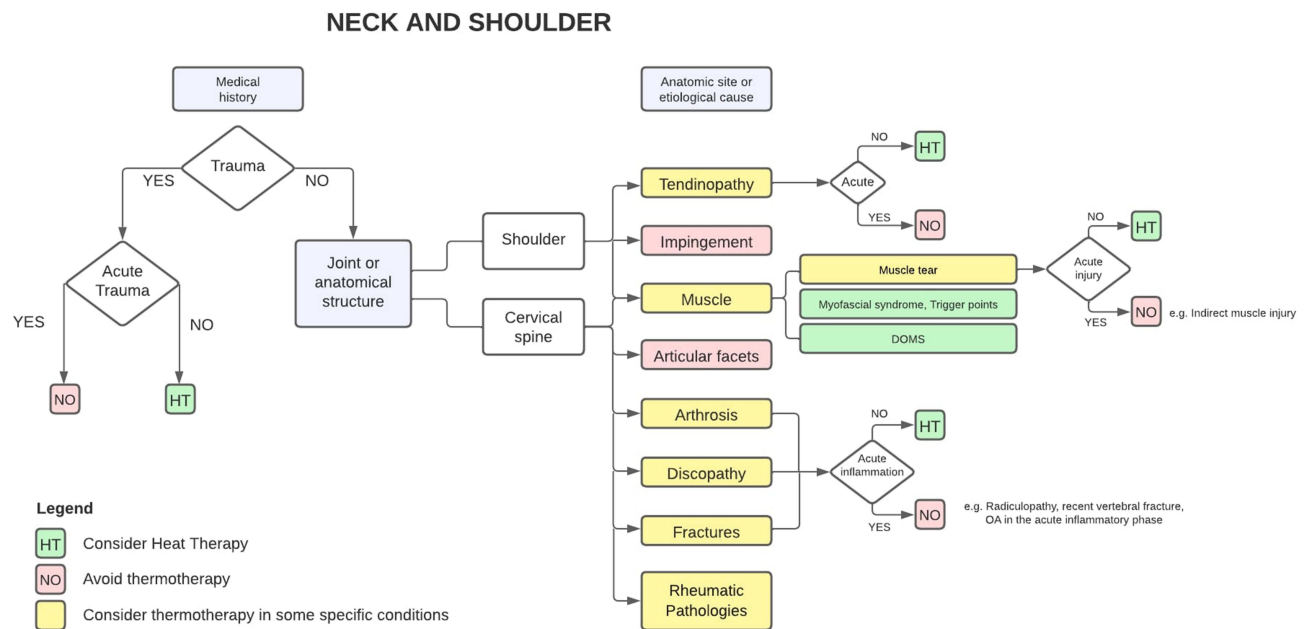 NECK AND SHOULDER
Medical
history
Anatomic site or
etiological cause
Trauma
YES
NO
Acute
Trauma
YES
NO
NO
HT
Joint or
anatomical
structure
Shoulder
Cervical
spine
Tendinopathy
Acute
NO
HT
YES
NO
Impingement
Muscle
Muscle tear
Acute
injury
NO
HT
YES
NO
e.g. Indirect muscle injury
Myofascial syndrome, Trigger points
DOMS
Articular facets
Arthrosis
Discopathy
Fractures
Acute
inflammation
NO
HT
YES
NO
e.g. Radiculopathy, recent vertebral fracture,
OA in the acute inflammatory phase
Rheumatic
Pathologies
Legend
HT Consider Heat Therapy
NO Avoid thermotherapy
Consider thermotherapy in some specific conditions